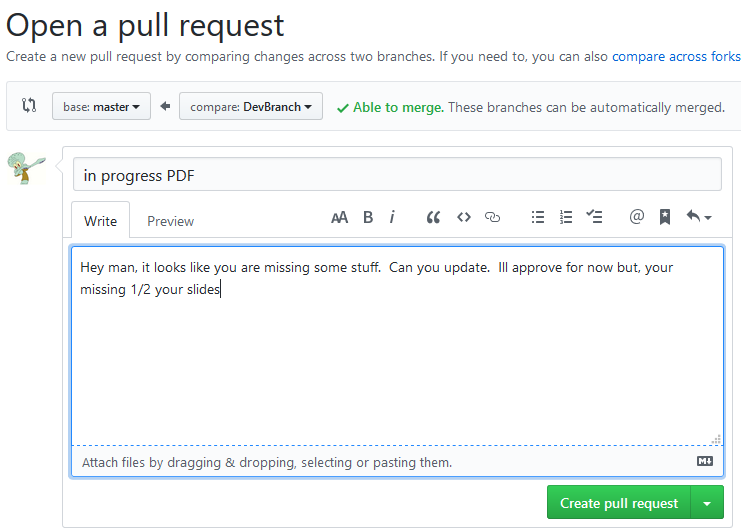 Open a pull request
Create a new pull request by comparing changes across two branches. If you need to, you can also compare across forks
base: master compare: DevBranch Able to merge. These branches can be automatically merged.
in progress PDF
Write Preview AA B i
Hey man, it looks like you are missing some stuff.  Can you update.  Ill approve for now but, your
missing 1/2 your slides
Attach files by dragging & dropping, selecting or pasting them.
Create pull request